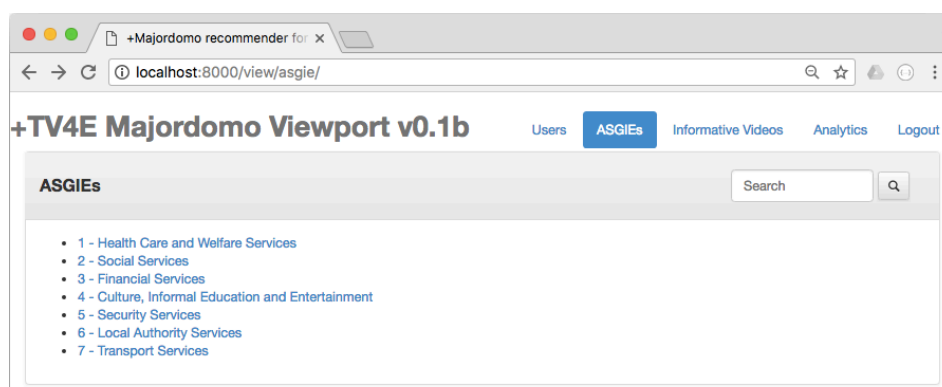 +Majordomo recommender for
localhost:8000/view/asgie/
+TV4E Majordomo Viewport v0.1b
Users ASGIEs Informative Videos Analytics Logout
ASGIEs Search
1 - Health Care and Welfare Services
2 - Social Services
3 - Financial Services
4 - Culture, Informal Education and Entertainment
5 - Security Services
6 - Local Authority Services
7 - Transport Services